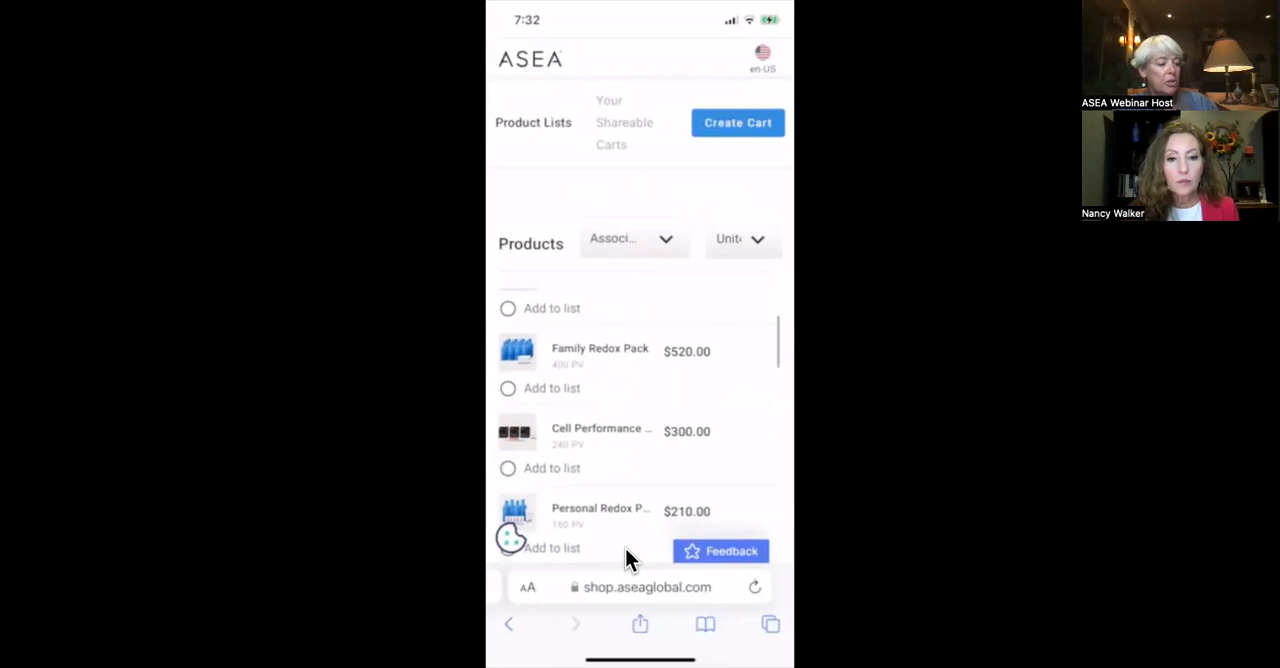 7:32
ASEA
en-US
Product Lists
Your
Shareable
Carts
Create Cart
Products
Associ...
Unit
Add to list
Family Redox Pack
$520.00
400 PV
Add to list
Cell Performance ...
$300.00
240 PV
Add to list
Personal Redox P...
$210.00
160 PV
Add to list
Feedback
AA
shop.aseaglobal.com
ASEA Webinar Host
Nancy Walker